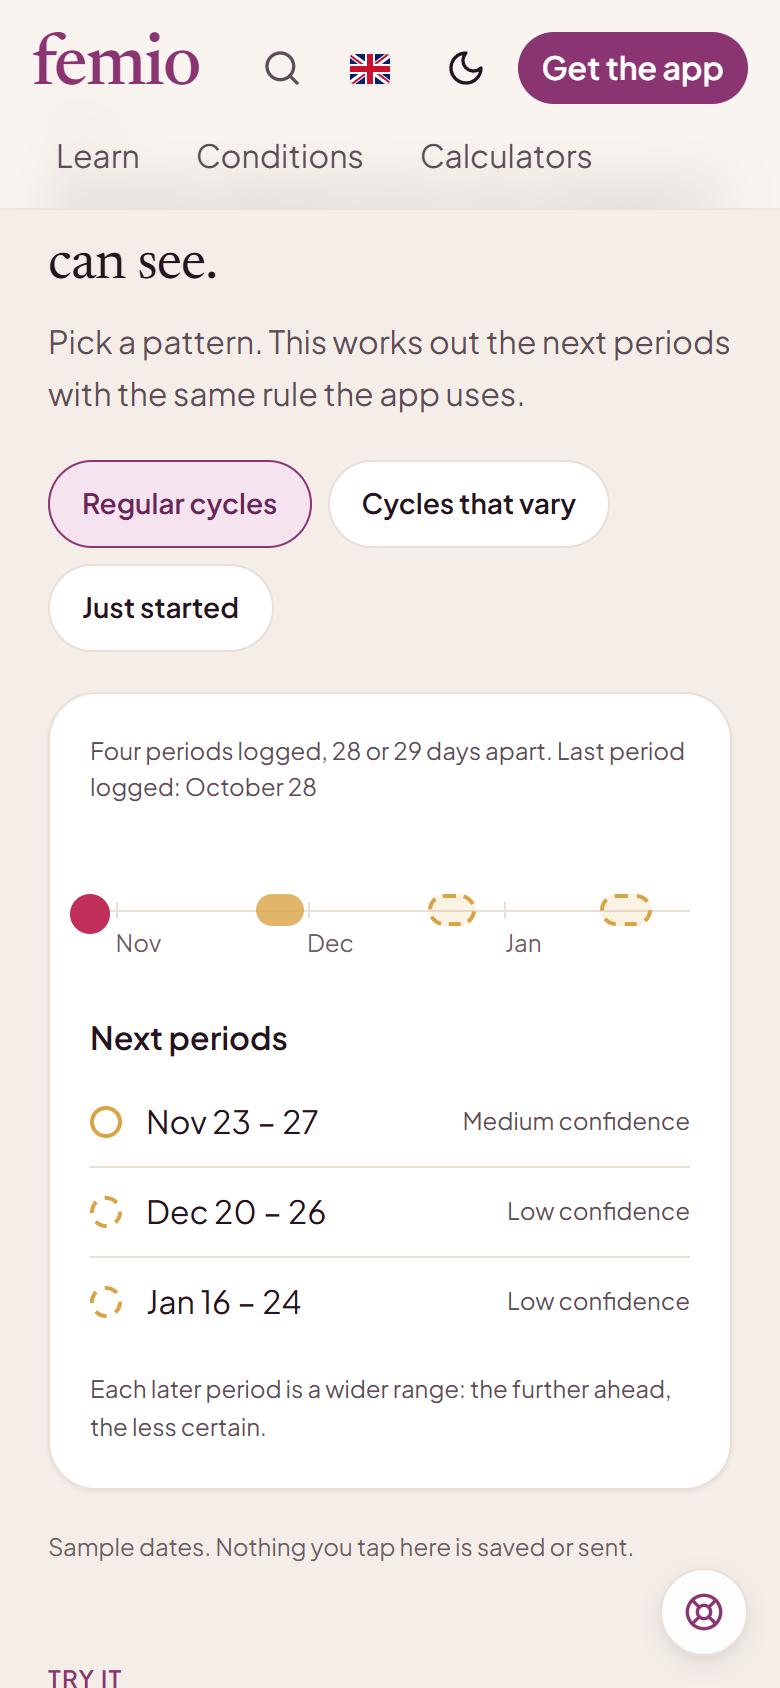 femio
Get the app
Learn Conditions Calculators
can see.
Pick a pattern. This works out the next periods
with the same rule the app uses.
Regular cycles
Cycles that vary
Just started
Four periods logged, 28 or 29 days apart. Last period
logged: October 28
Nov Dec Jan
Next periods
Nov 23 – 27 Medium confidence
Dec 20 – 26 Low confidence
Jan 16 – 24 Low confidence
Each later period is a wider range: the further ahead,
the less certain.
Sample dates. Nothing you tap here is saved or sent.
TRY IT